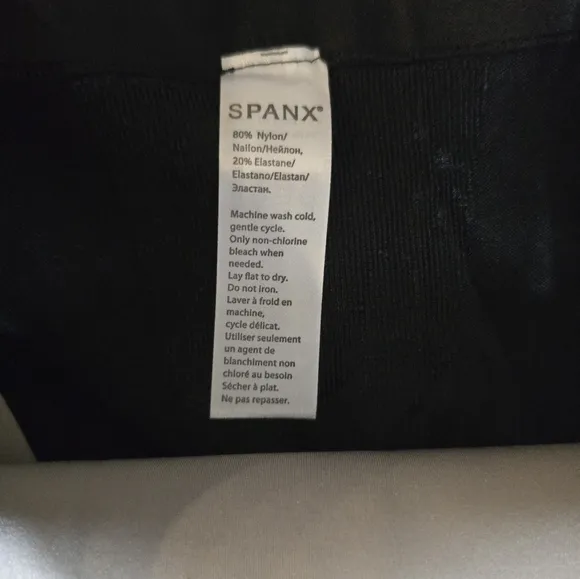 SPANX®
80% Nylon/
Nailon/Нейлон,
20% Elastane/
Elastano/Elastan/
Эластан.
Machine wash cold,
gentle cycle.
Only non-chlorine
bleach when
needed.
Lay flat to dry.
Do not iron.
Laver à froid en
machine,
cycle délicat.
Utiliser seulement
un agent de
blanchiment non
chloré au besoin
Sécher à plat.
Ne pas repasser.